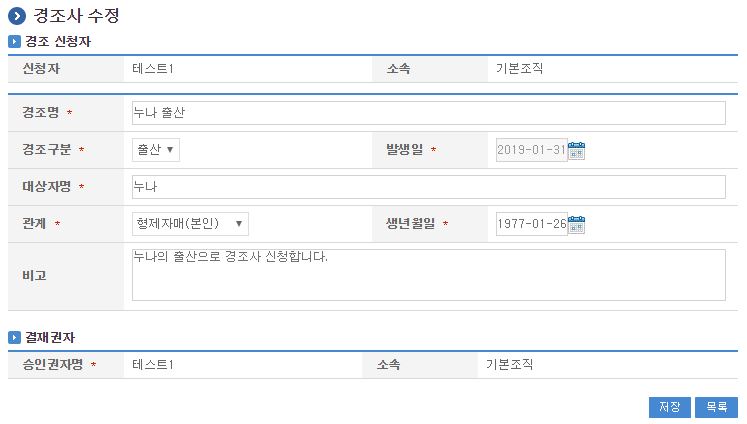 경조사 수정
경조 신청자
신청자 테스트1 소속 기본조직
경조명 * 누나 출산
경조구분 * 출산 ▼ 발생일 * 2019-01-31
대상자명 * 누나
관계 * 형제자매(본인) ▼ 생년월일 * 1977-01-26
비고 누나의 출산으로 경조사 신청합니다.
결재권자
승인권자명 * 테스트1 소속 기본조직
저장 목록